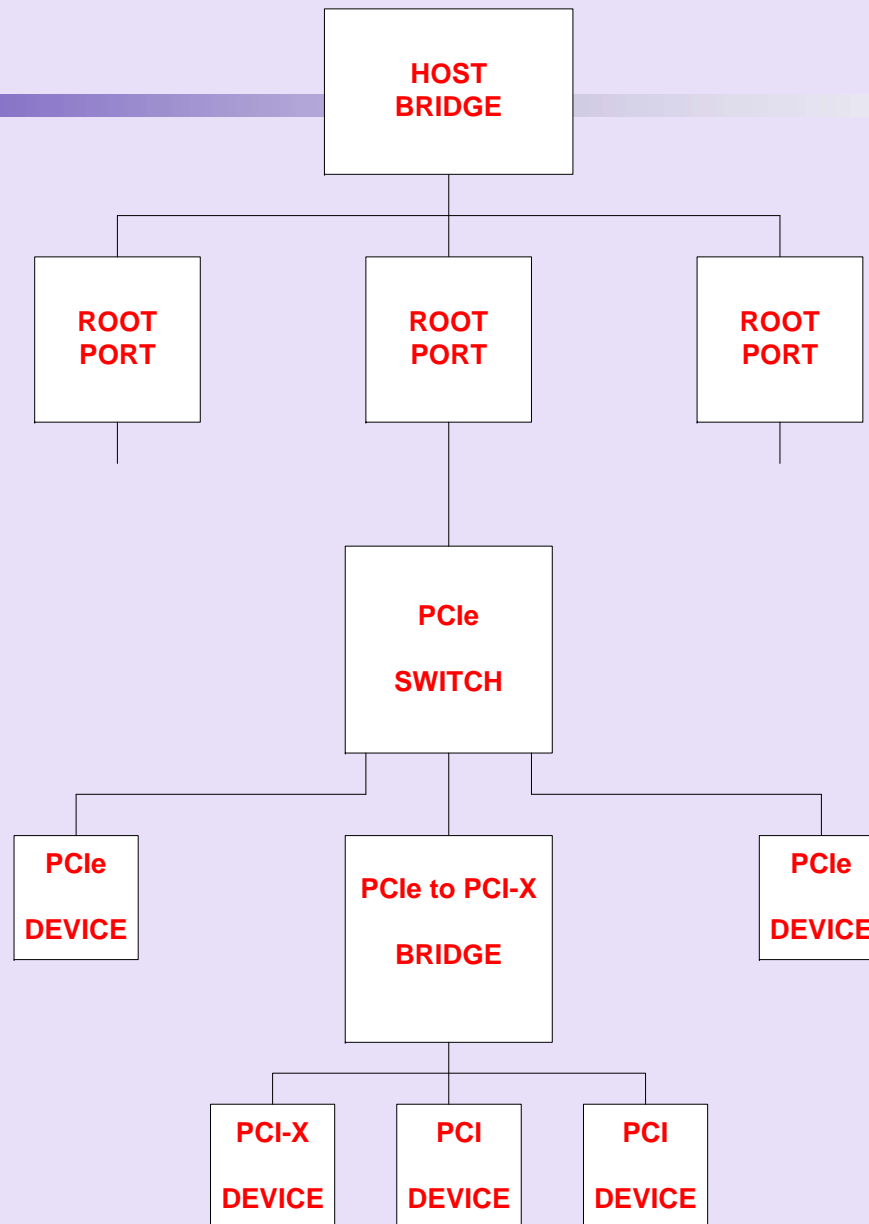 HOST
BRIDGE
ROOT
PORT
ROOT
PORT
ROOT
PORT
PCIe
SWITCH
PCIe
DEVICE
PCIe to PCI-X
BRIDGE
PCIe
DEVICE
PCI-X
DEVICE
PCI
DEVICE
PCI
DEVICE